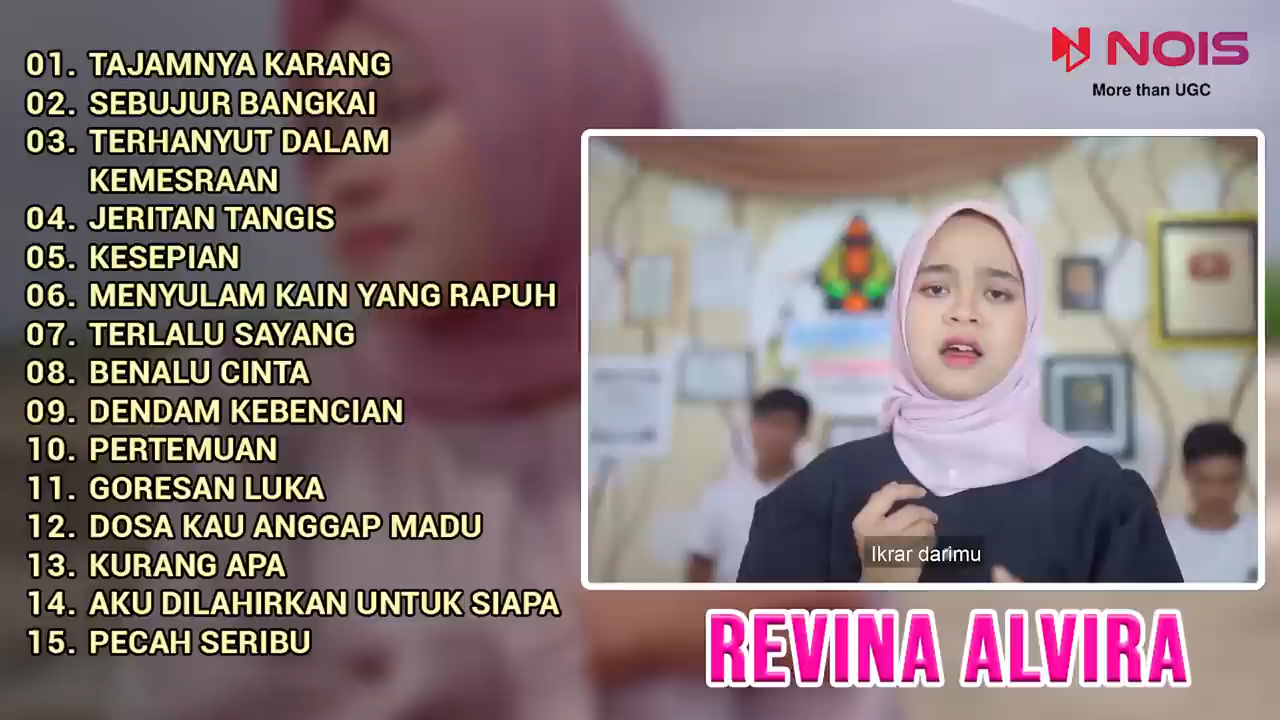 01. TAJAMNYA KARANG
02. SEBUJUR BANGKAI
03. TERHANYUT DALAM
KEMESRAAN
04. JERITAN TANGIS
05. KESEPIAN
06. MENYULAM KAIN YANG RAPUH
07. TERLALU SAYANG
08. BENALU CINTA
09. DENDAM KEBENCIAN
10. PERTEMUAN
11. GORESAN LUKA
12. DOSA KAU ANGGAP MADU
13. KURANG APA
14. AKU DILAHIRKAN UNTUK SIAPA
15. PECAH SERIBU
NOIS
More than UGC
Ikrar darimu
REVINA ALVIRA